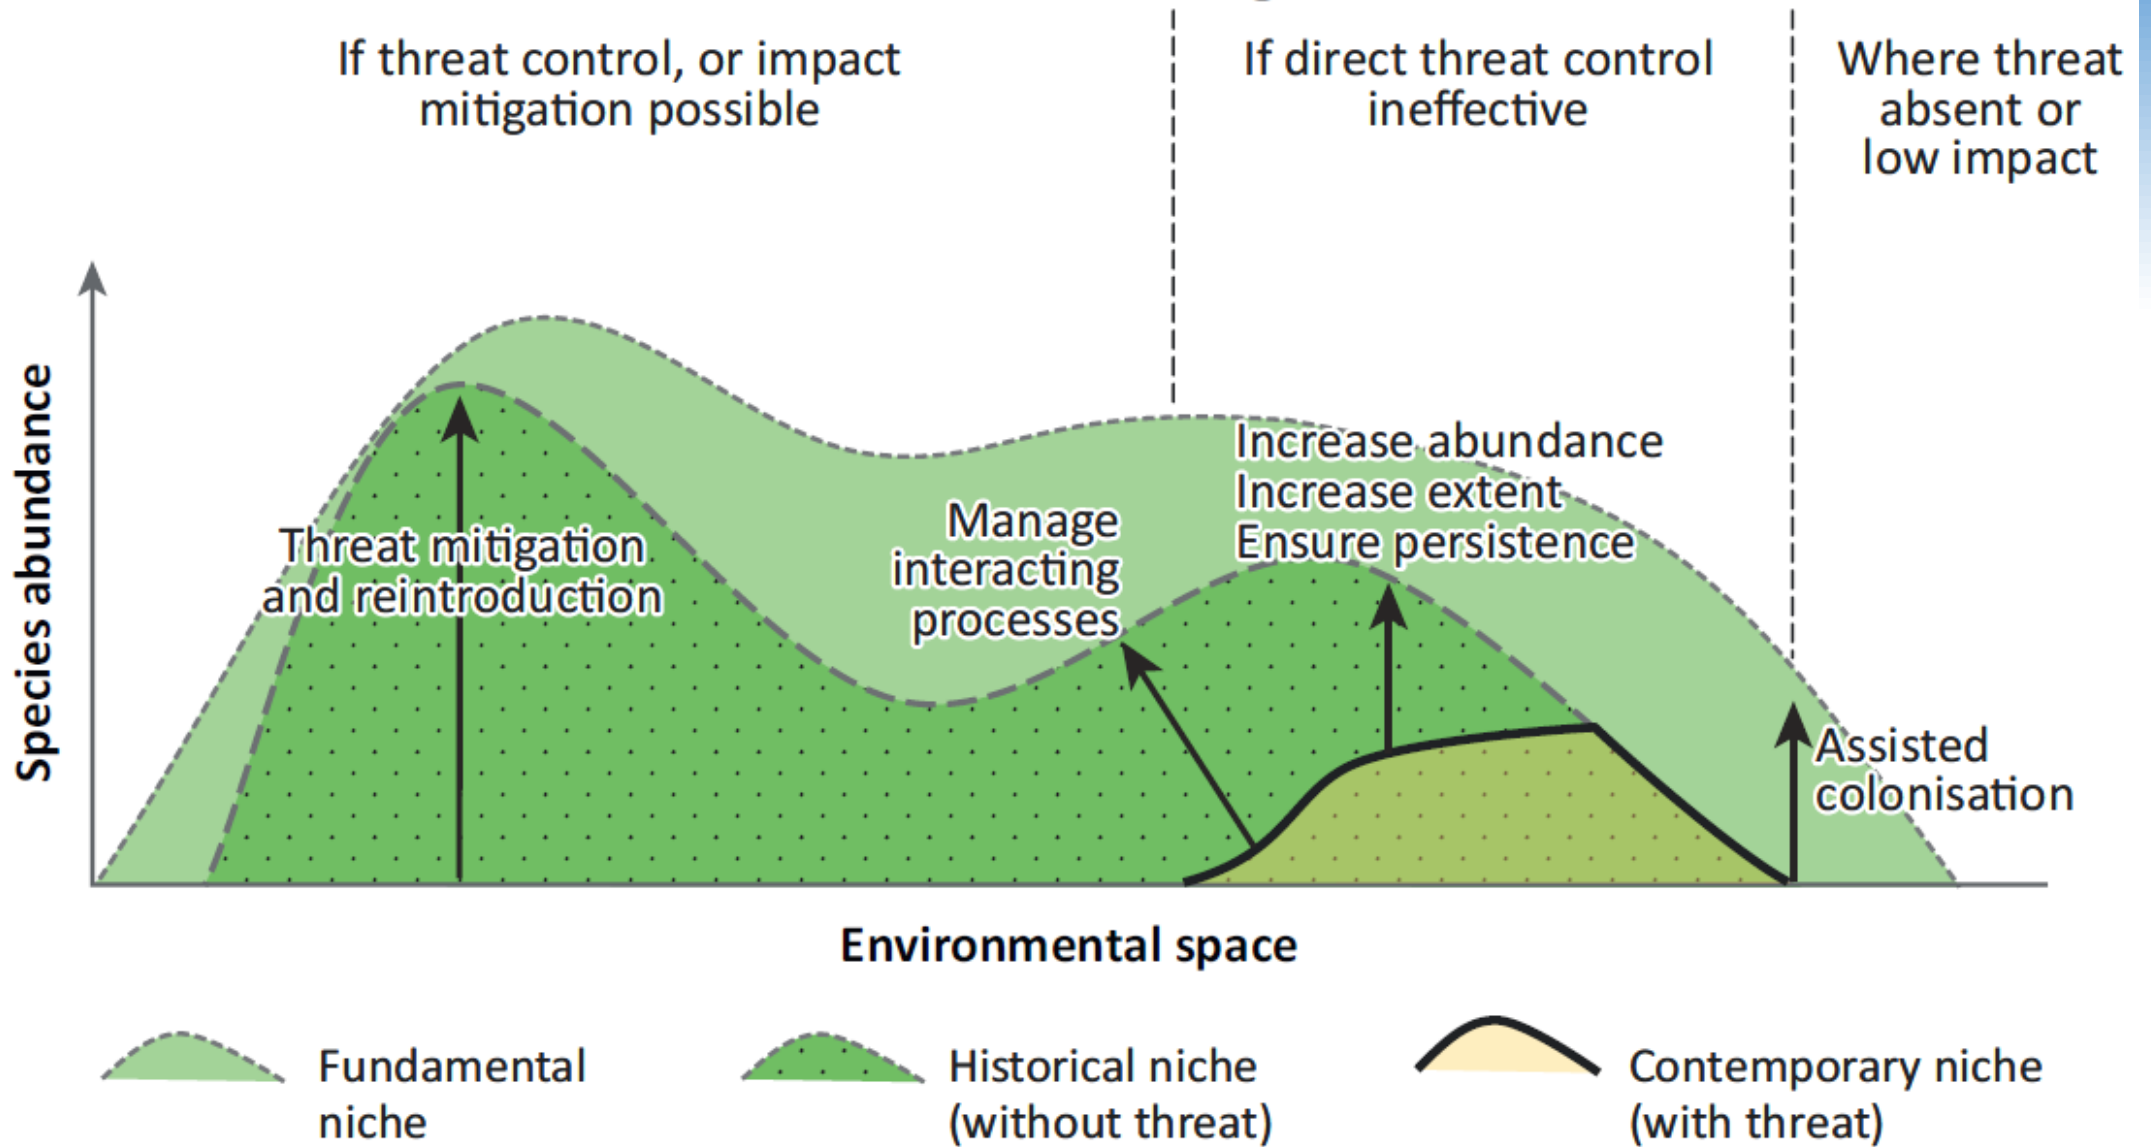 If threat control, or impact
mitigation possible
If direct threat control
ineffective
Where threat
absent or
low impact
Species abundance
Threat mitigation
and reintroduction
Manage
interacting
processes
Increase abundance
Increase extent
Ensure persistence
Assisted
colonisation
Environmental space
Fundamental
niche
Historical niche
(without threat)
Contemporary niche
(with threat)